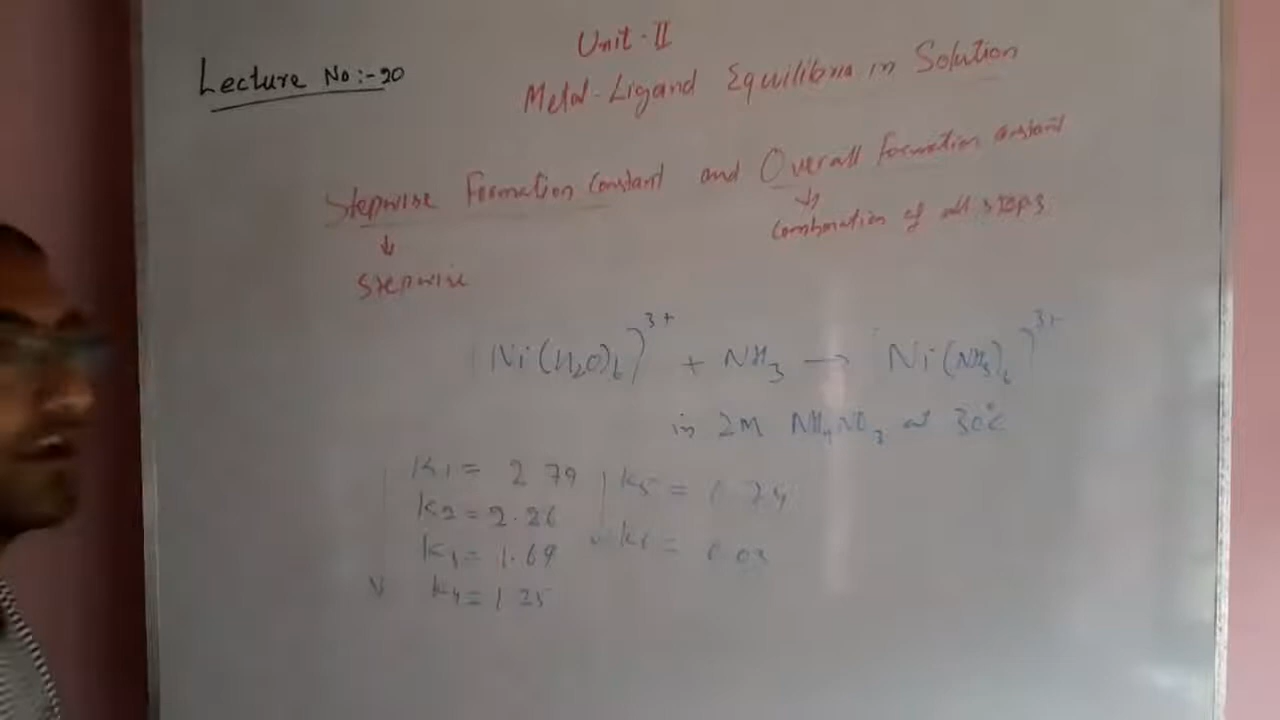 Unit-II
Lecture No:-20
Metal-Ligand Equilibria in Solution
Stepwise Formation Constant and Overall formation constant
↓ ↓
Combination of all steps
Stepwise
Ni(H2O)6)3+ + NH3 → Ni(NH3)6)3+
in 2M NH4NO3 at 30°C
K1 = 2.79
K2 = 2.26
K3 = 1.69
K4 = 1.25
K5 = 0.74
K6 = 0.03